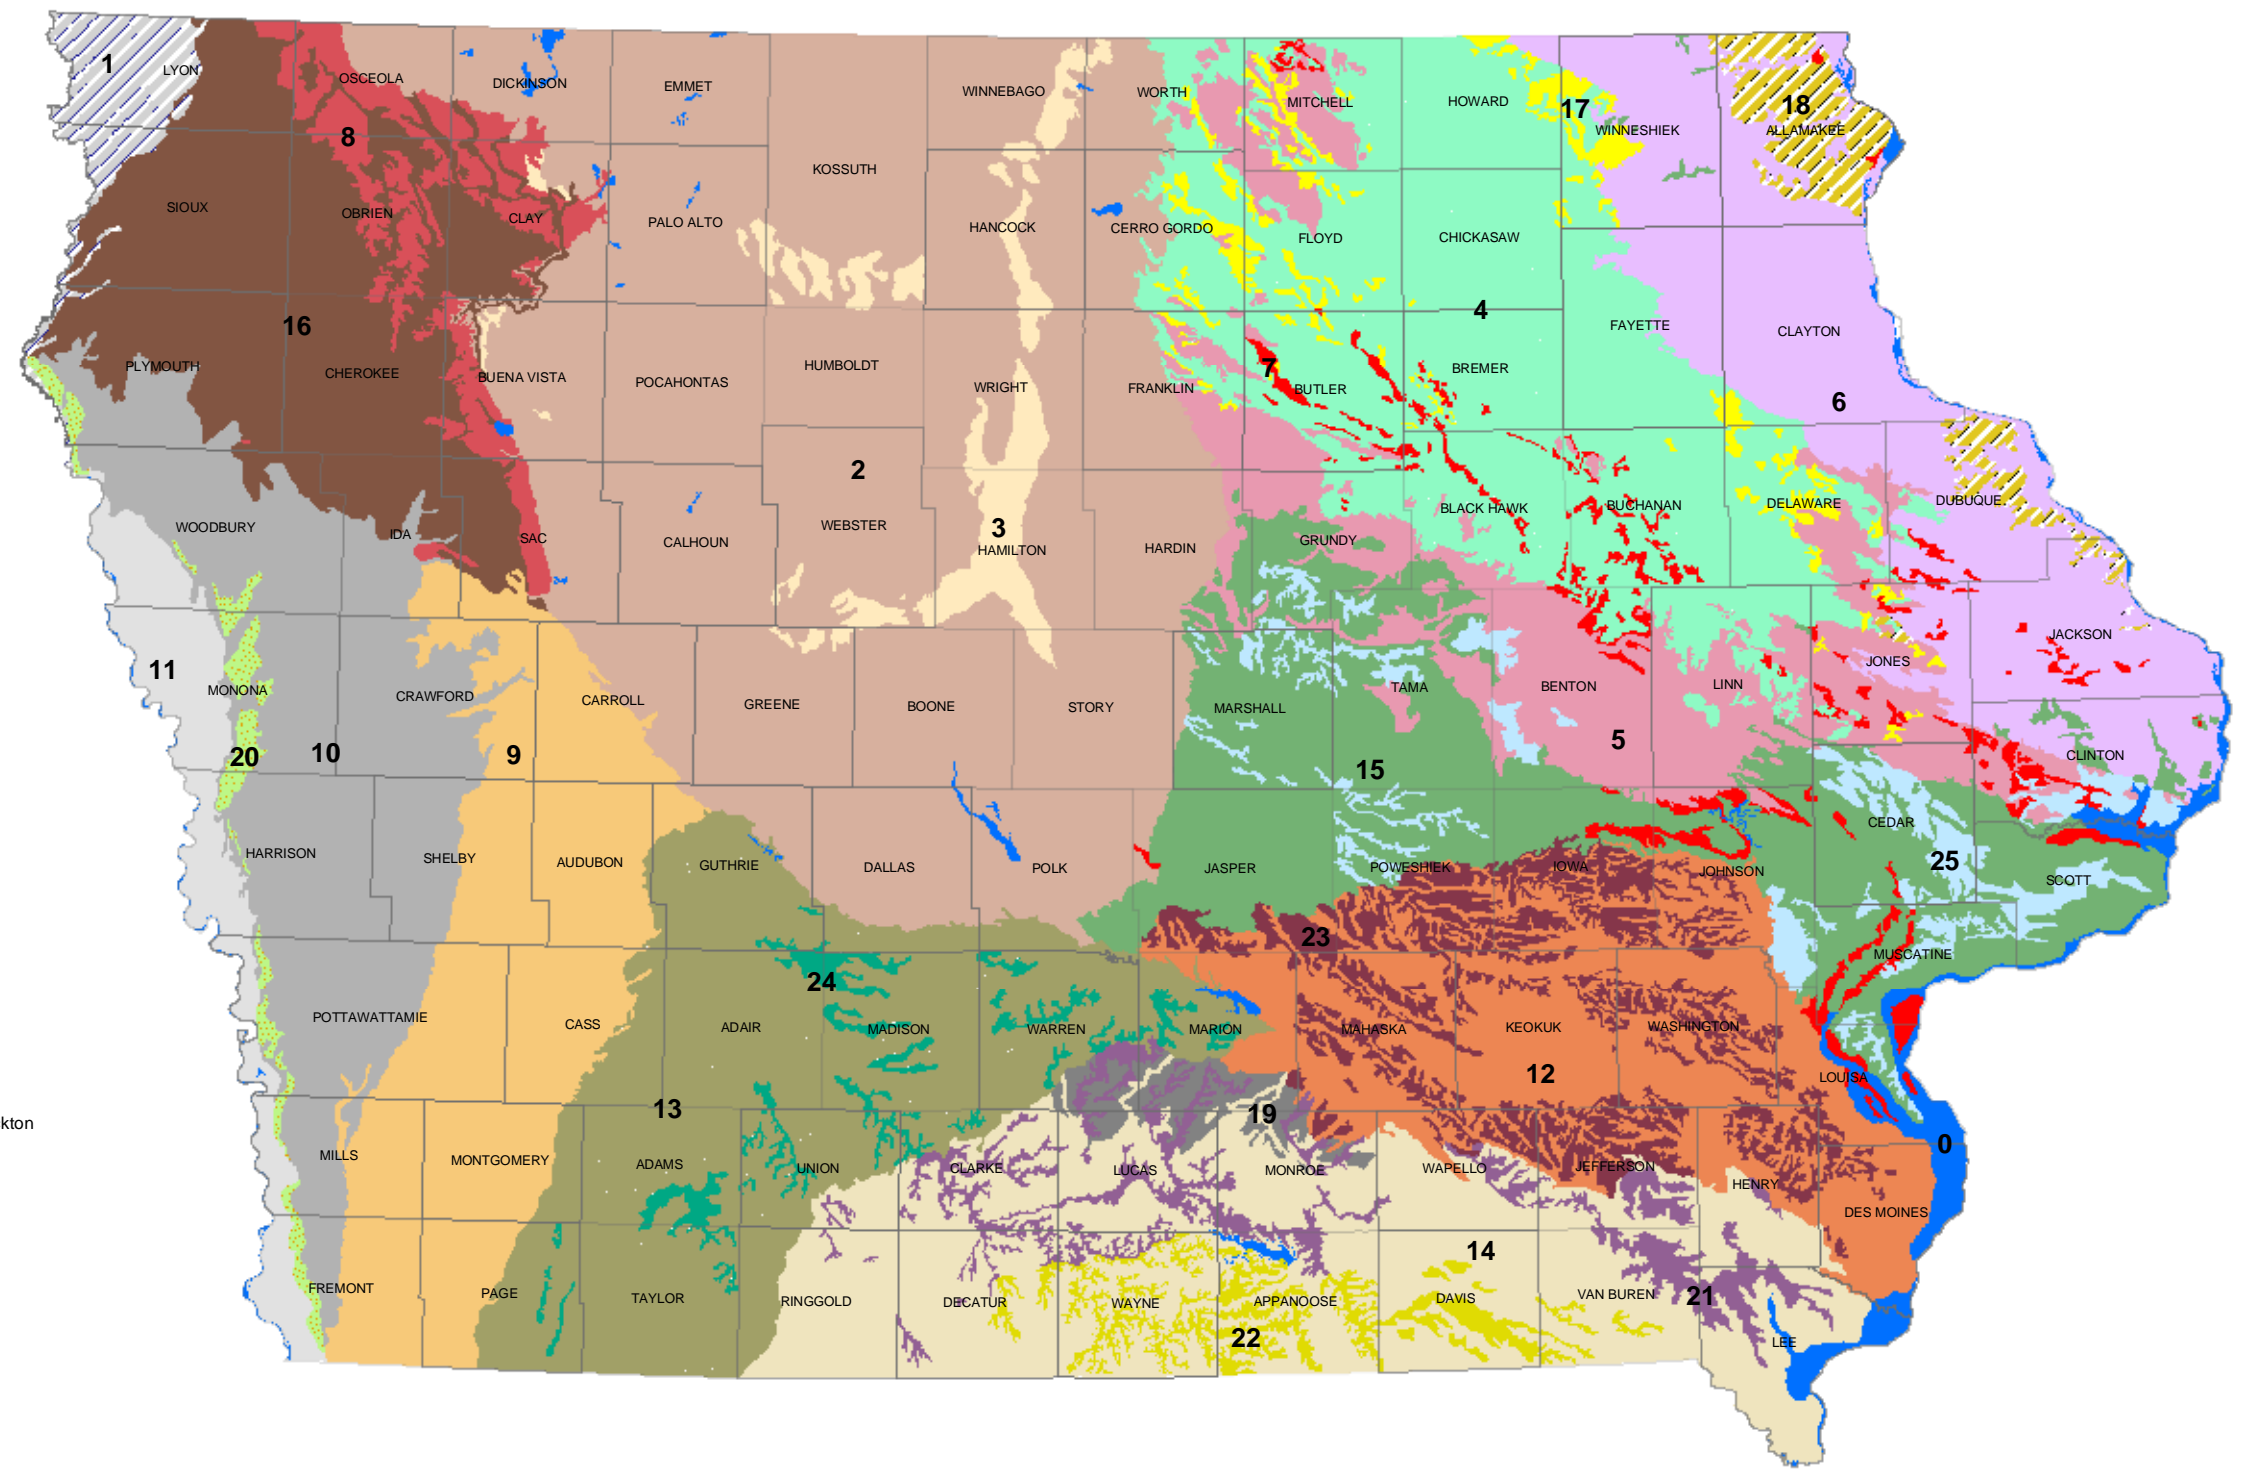 1
LYON
OSCEOLA
DICKINSON
EMMET
WINNEBAGO
WORTH
MITCHELL
HOWARD
17
WINNESHIEK
18
ALLAMAKEE
8
KOSSUTH
SIOUX
OBRIEN
CLAY
PALO ALTO
HANCOCK
CERRO GORDO
FLOYD
CHICKASAW
16
4
FAYETTE
CLAYTON
PLYMOUTH
CHEROKEE
BUENA VISTA
POCAHONTAS
HUMBOLDT
WRIGHT
FRANKLIN
7
BUTLER
BREMER
6
2
WOODBURY
IDA
SAC
CALHOUN
WEBSTER
3
HAMILTON
HARDIN
GRUNDY
BLACK HAWK
BUCHANAN
DELAWARE
DUBUQUE
11
MONONA
CRAWFORD
CARROLL
GREENE
BOONE
STORY
MARSHALL
TAMA
BENTON
LINN
JONES
JACKSON
20
10
9
15
5
CLINTON
HARRISON
SHELBY
AUDUBON
GUTHRIE
DALLAS
POLK
JASPER
POWESHIEK
IOWA
JOHNSON
CEDAR
25
SCOTT
23
MUSCATINE
24
POTTAWATTAMIE
CASS
ADAIR
MADISON
WARREN
MARION
MAHASKA
KEOKUK
WASHINGTON
12
LOUISA
13
19
kton
0
MILLS
MONTGOMERY
ADAMS
UNION
CLARKE
LUCAS
MONROE
WAPELLO
JEFFERSON
HENRY
DES MOINES
14
FREMONT
PAGE
TAYLOR
RINGGOLD
DECATUR
WAYNE
APPANOOSE
DAVIS
VAN BUREN
21
22
LEE